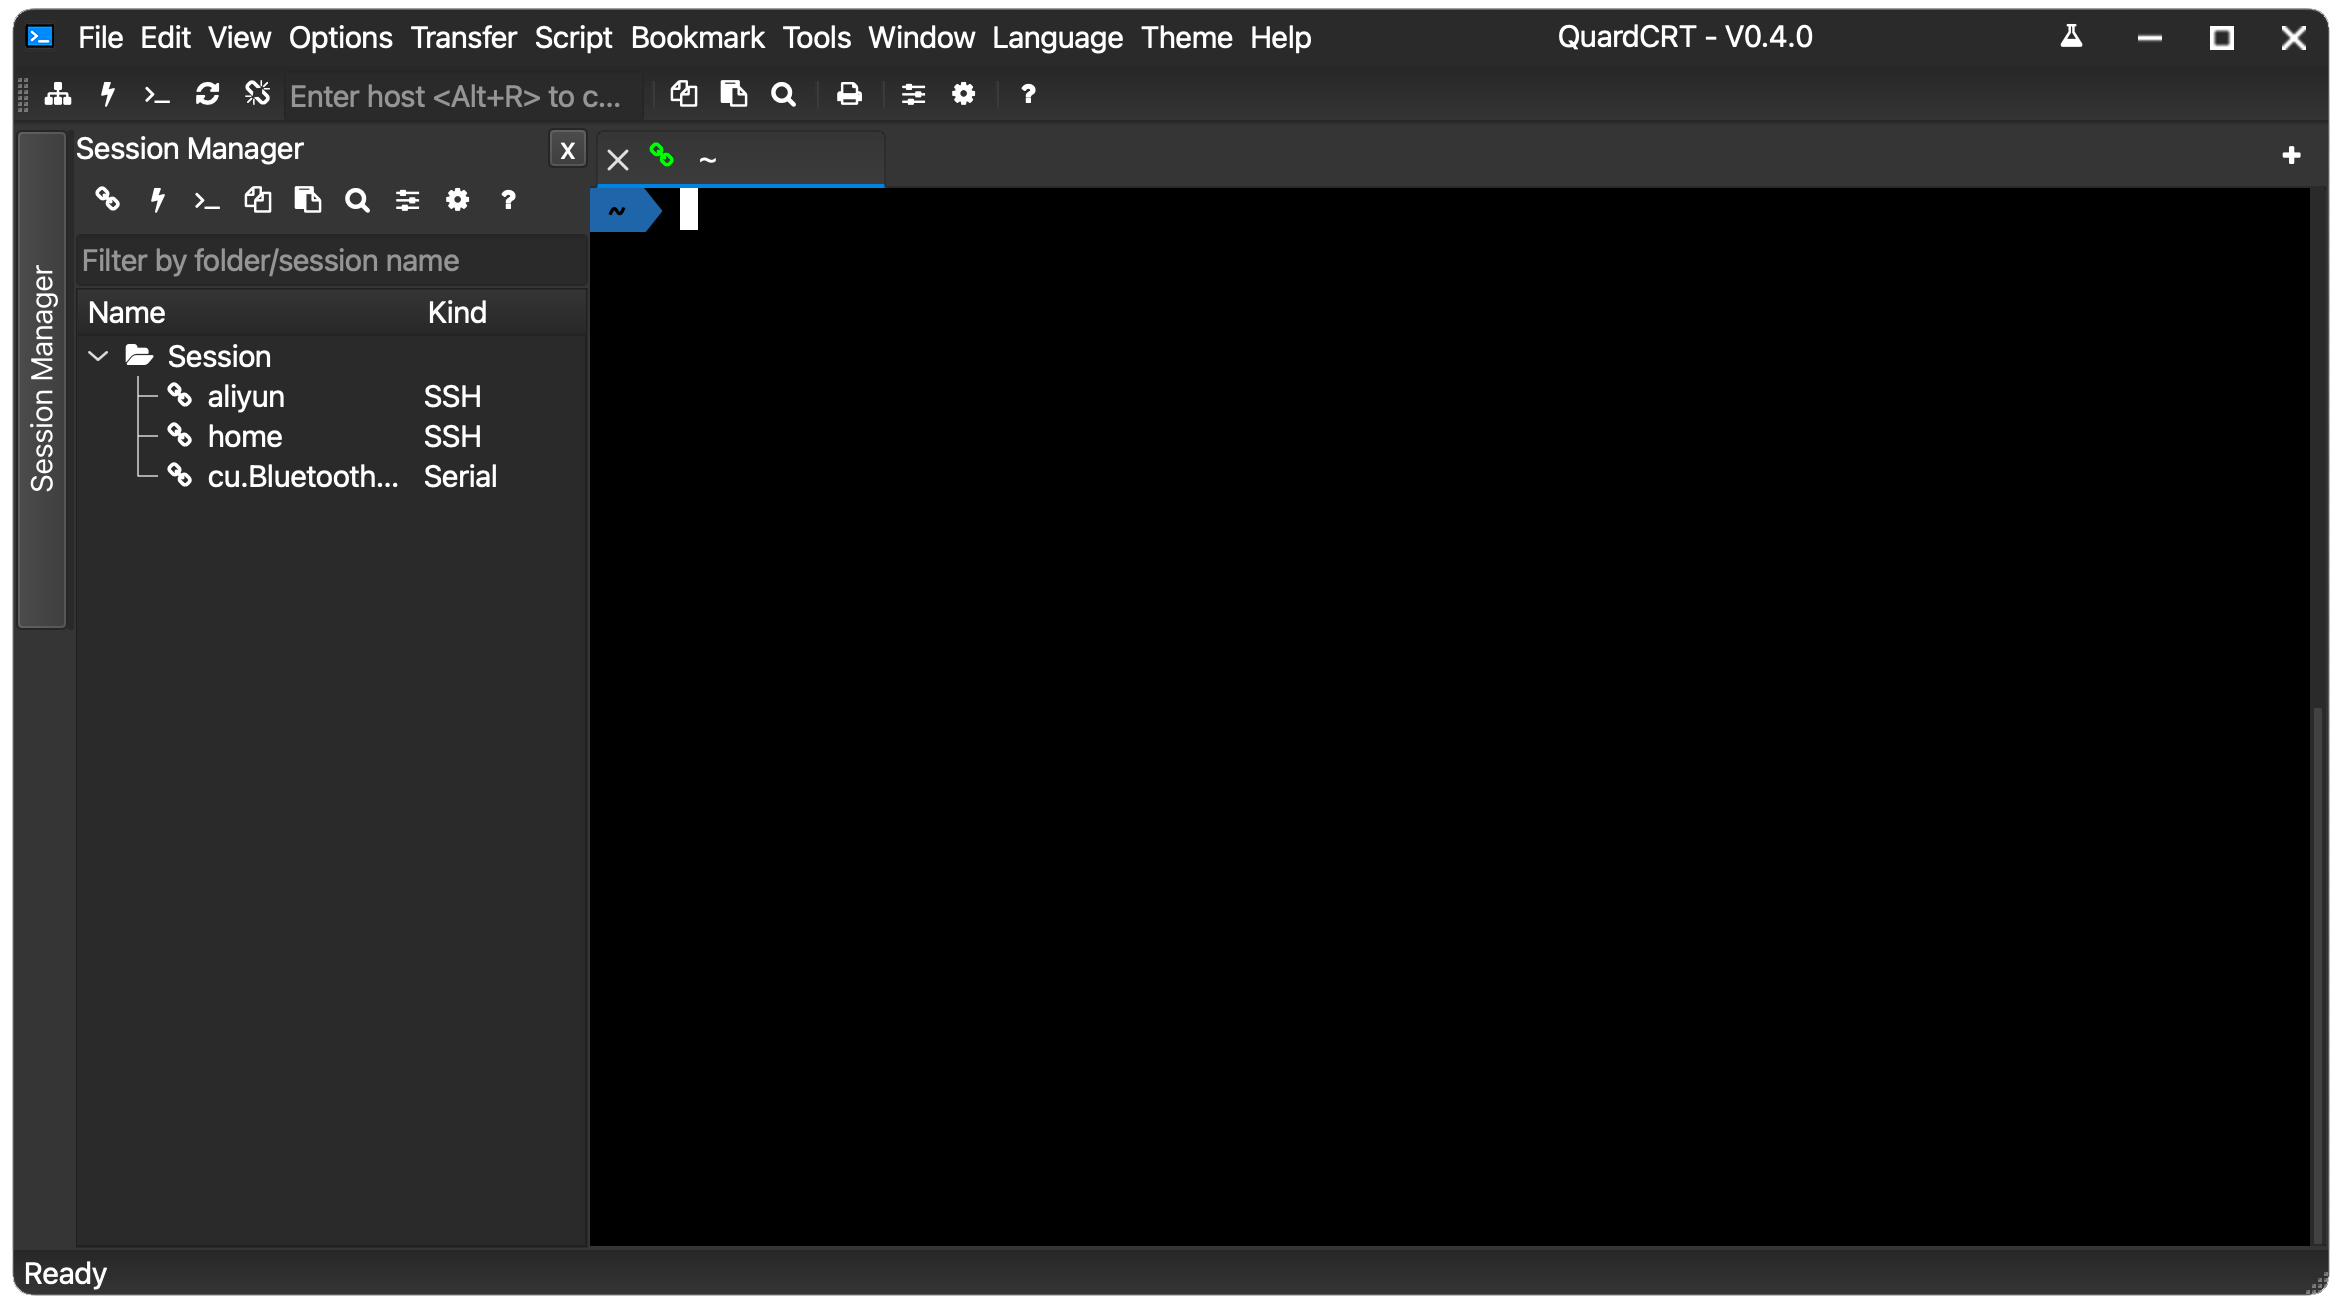 File Edit View Options Transfer Script Bookmark Tools Window Language Theme Help
QuardCRT - V0.4.0
Enter host <Alt+R> to c...
?
Session Manager
Session Manager
X
?
Filter by folder/session name
Name Kind
Session
aliyun SSH
home SSH
cu.Bluetooth... Serial
~
~
Ready